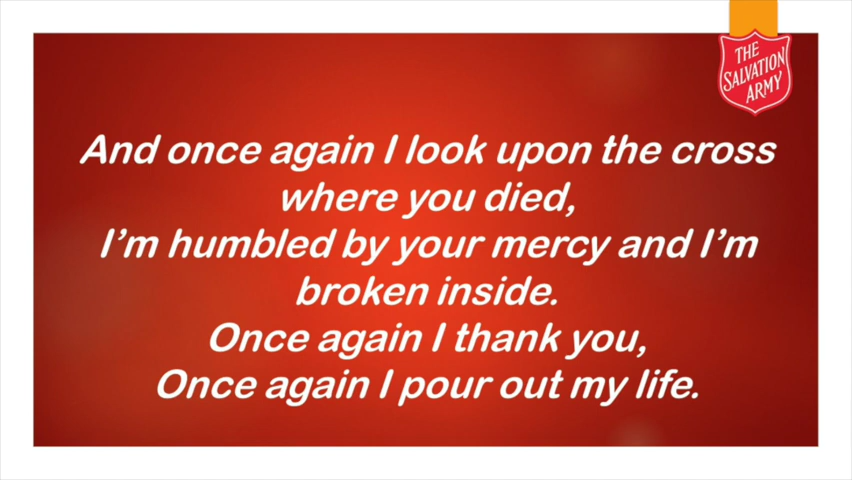 THE
SALVATION
ARMY
And once again I look upon the cross
where you died,
I'm humbled by your mercy and I'm
broken inside.
Once again I thank you,
Once again I pour out my life.